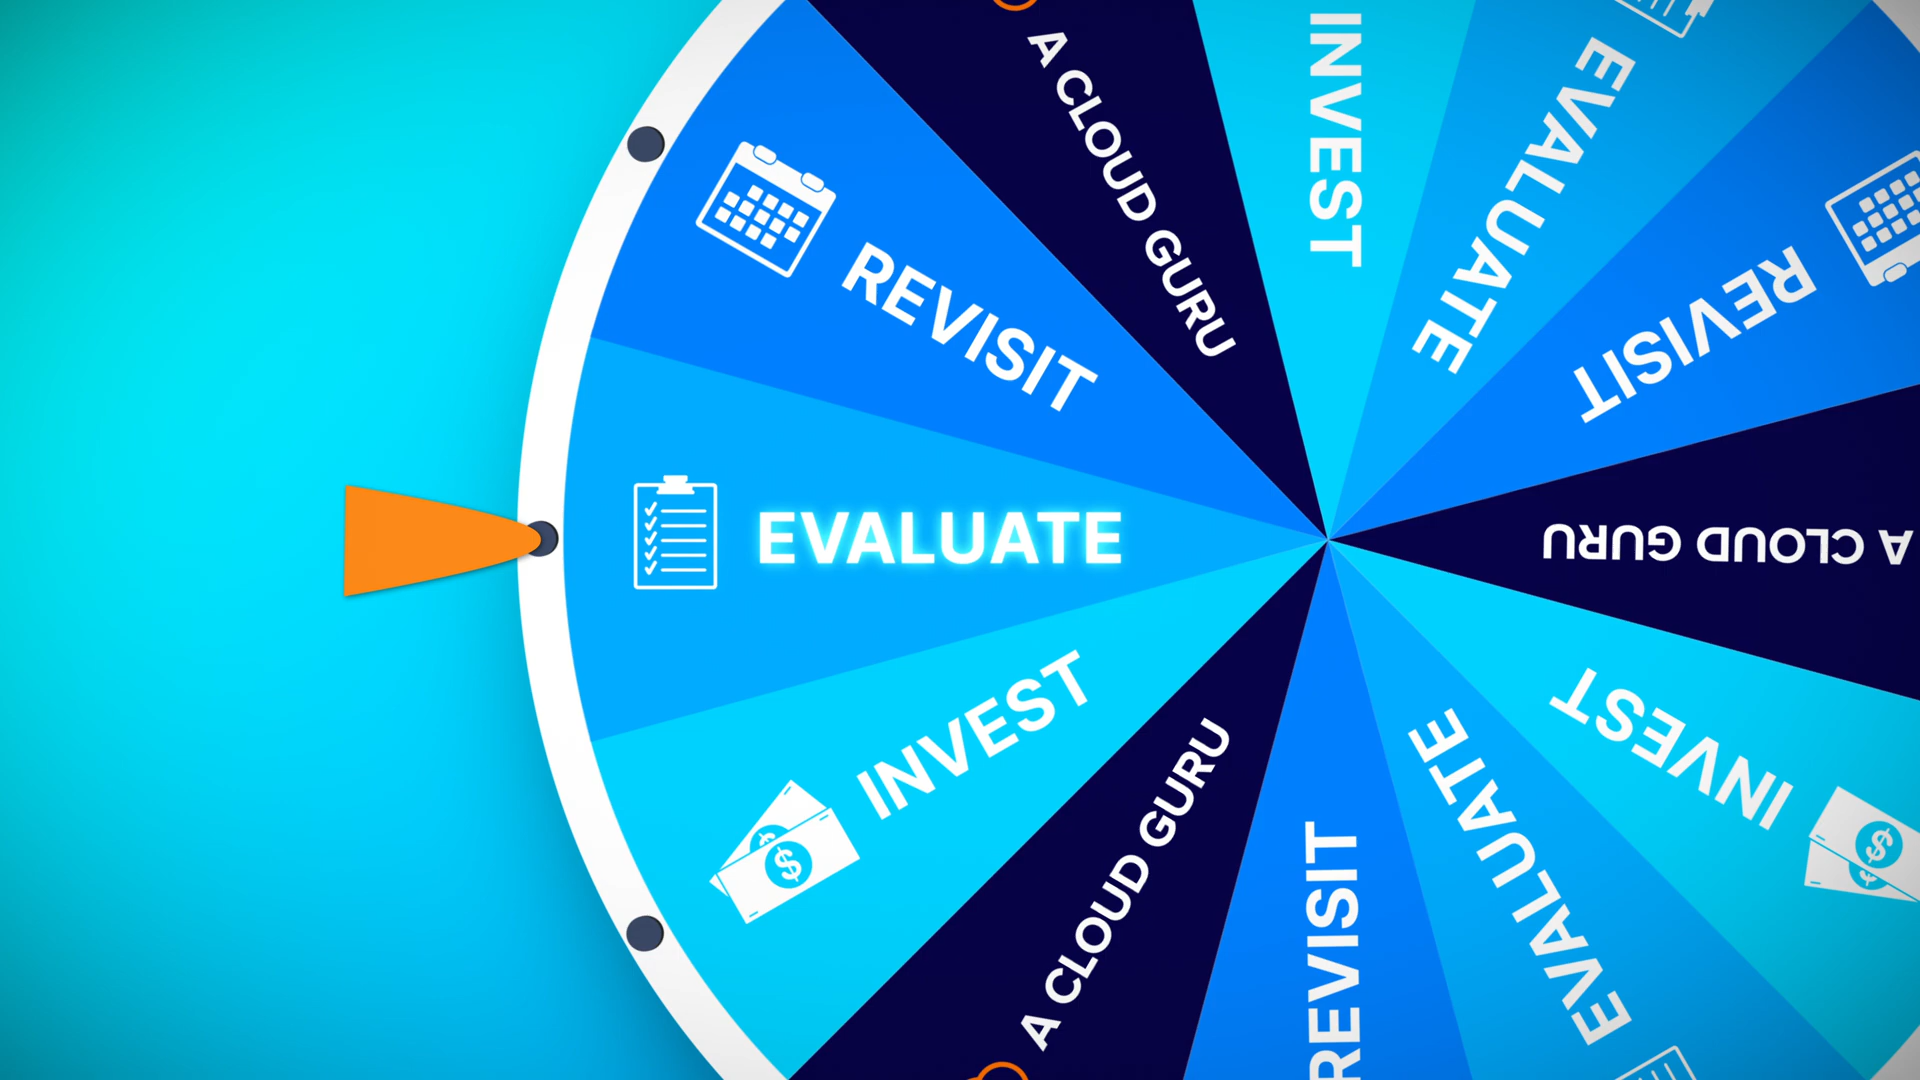 A CLOUD GURU
INVEST
EVALUATE
REVISIT
REVISIT
A CLOUD GURU
EVALUATE
INVEST
INVEST
A CLOUD GURU
REVISIT
EVALUATE
$
$